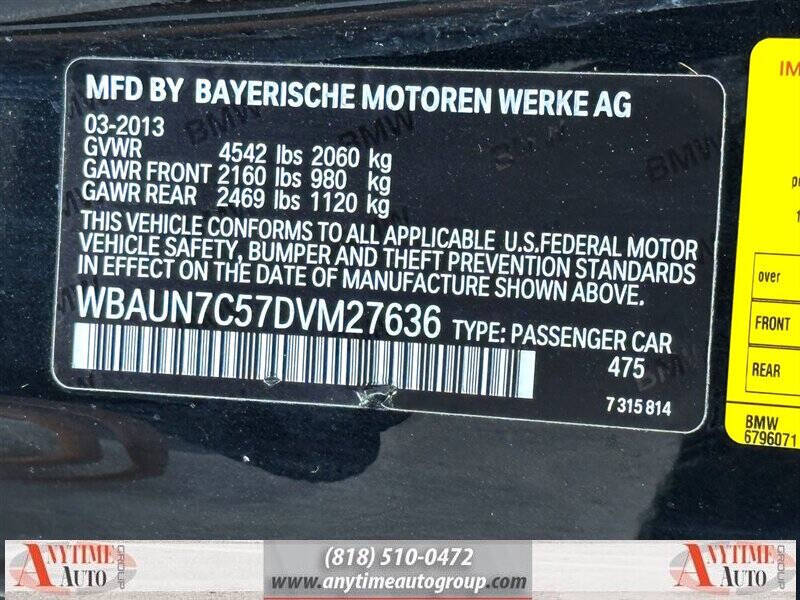 MFD BY BAYERISCHE MOTOREN WERKE AG
03-2013
GVWR 4542 lbs 2060 kg
GAWR FRONT 2160 lbs 980 kg
GAWR REAR 2469 lbs 1120 kg
THIS VEHICLE CONFORMS TO ALL APPLICABLE U.S.FEDERAL MOTOR
VEHICLE SAFETY, BUMPER AND THEFT PREVENTION STANDARDS
IN EFFECT ON THE DATE OF MANUFACTURE SHOWN ABOVE.
WBAUN7C57DVM27636 TYPE: PASSENGER CAR
475
7 315 814
over
FRONT
REAR
BMW
6796071
ANYTIME AUTO GROUP
(818) 510-0472
www.anytimeautogroup.com
ANYTIME AUTO GROUP